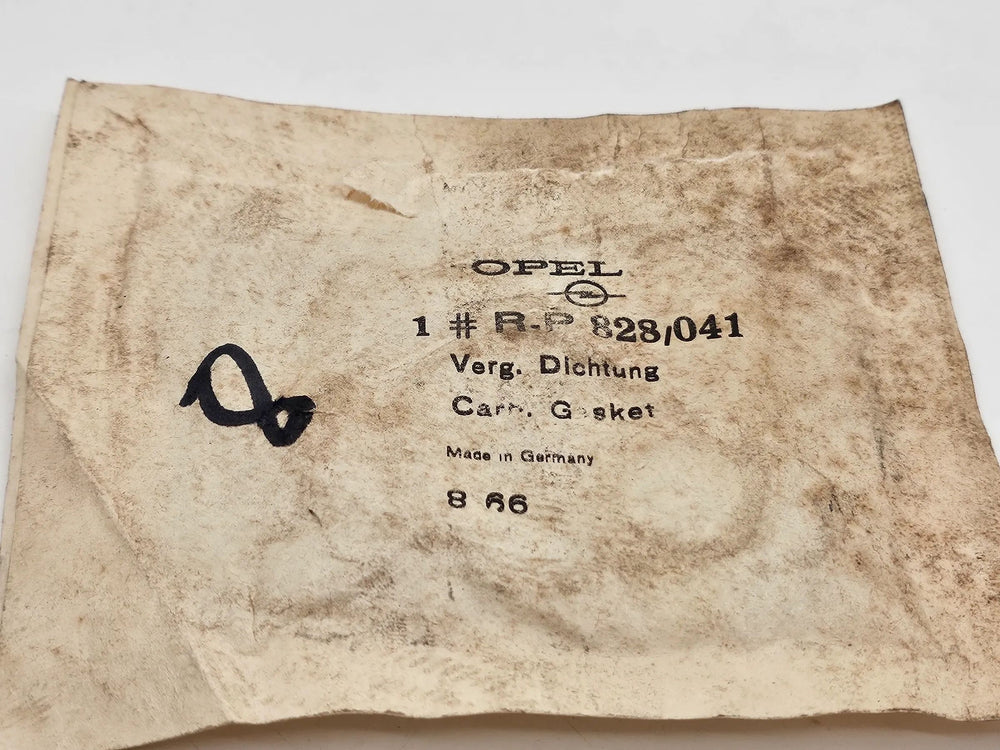 OPEL
1 # R-P 828/041
Verg. Dichtung
Carb. Gasket
Made in Germany
8 66